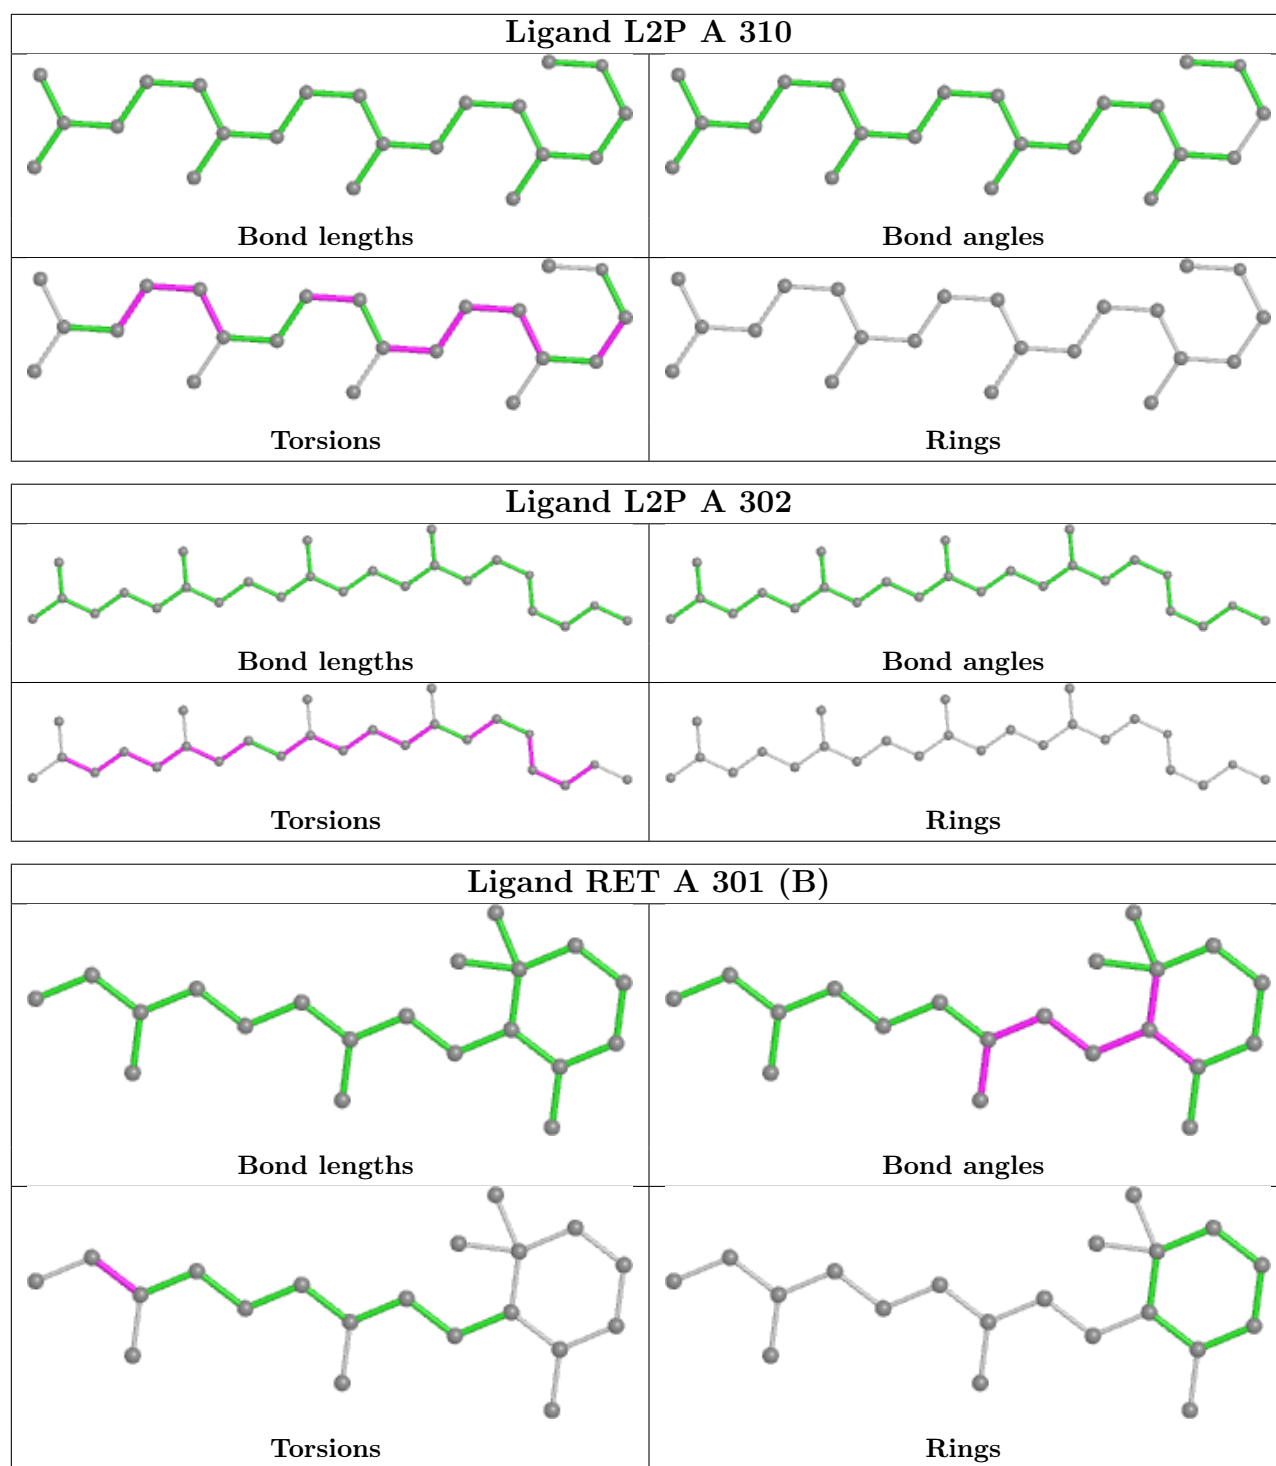 Ligand L2P A 310
Bond lengths
Bond angles
Torsions
Rings
Ligand L2P A 302
Bond lengths
Bond angles
Torsions
Rings
Ligand RET A 301 (B)
Bond lengths
Bond angles
Torsions
Rings